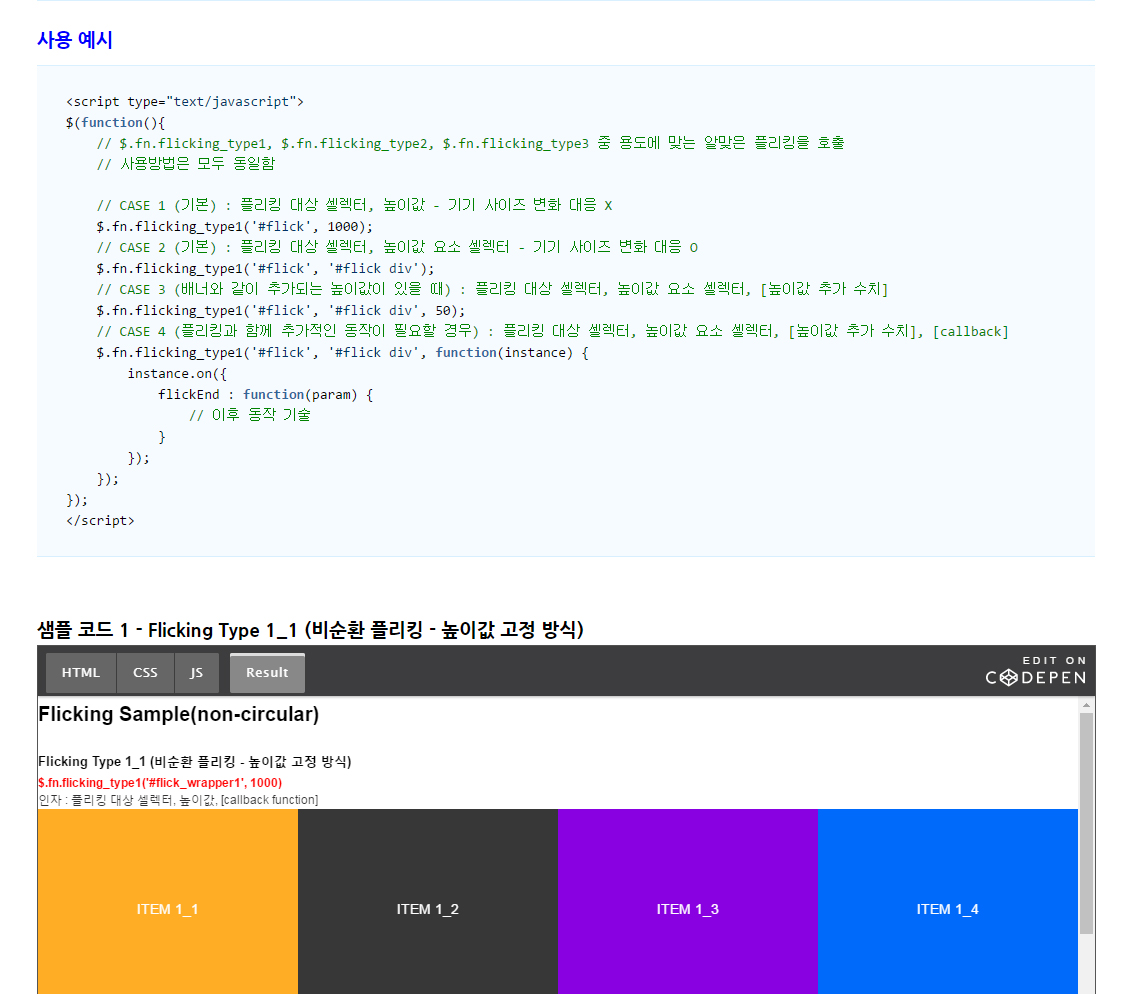 사용 예시
<script type="text/javascript">
$(function(){
// $.fn.flicking_type1, $.fn.flicking_type2, $.fn.flicking_type3 중 용도에 맞는 알맞은 플리킹을 호출
// 사용방법은 모두 동일함
// CASE 1 (기본) : 플리킹 대상 셀렉터, 높이값 - 기기 사이즈 변화 대응 X
$.fn.flicking_type1('#flick', 1000);
// CASE 2 (기본) : 플리킹 대상 셀렉터, 높이값 요소 셀렉터 - 기기 사이즈 변화 대응 O
$.fn.flicking_type1('#flick', '#flick div');
// CASE 3 (배너와 같이 추가되는 높이값이 있을 때) : 플리킹 대상 셀렉터, 높이값 요소 셀렉터, [높이값 추가 수치]
$.fn.flicking_type1('#flick', '#flick div', 50);
// CASE 4 (플리킹과 함께 추가적인 동작이 필요할 경우) : 플리킹 대상 셀렉터, 높이값 요소 셀렉터, [높이값 추가 수치], [callback]
$.fn.flicking_type1('#flick', '#flick div', function(instance) {
instance.on({
flickEnd : function(param) {
// 이후 동작 기술
}
});
});
});
</script>
샘플 코드 1 - Flicking Type 1_1 (비순환 플리킹 - 높이값 고정 방식)
HTML CSS JS Result
EDIT ON
CODEPEN
Flicking Sample(non-circular)
Flicking Type 1_1 (비순환 플리킹 - 높이값 고정 방식)
$.fn.flicking_type1('#flick_wrapper1', 1000)
인자 : 플리킹 대상 셀렉터, 높이값, [callback function]
ITEM 1_1 ITEM 1_2 ITEM 1_3 ITEM 1_4